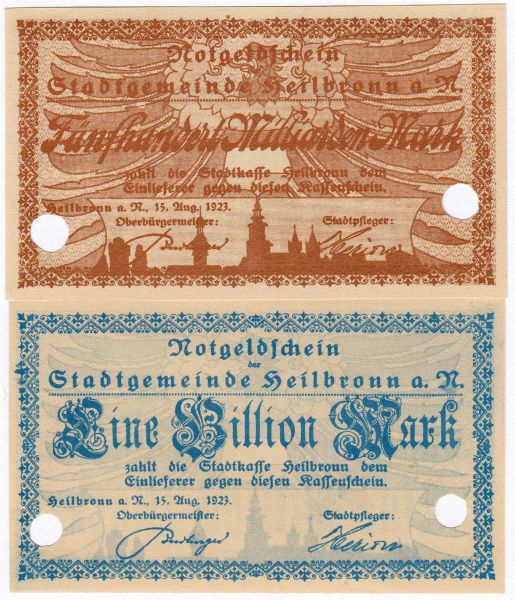 Notgeldschein
der
Stadtgemeinde Heilbronn a. N.
Fünfhundert Milliarden Mark
zahlt die Stadtkasse Heilbronn dem
Einlieferer gegen diesen Kassenschein.
Heilbronn a. N., 15. Aug. 1923.
Oberbürgermeister: Stadtpfleger:
Notgeldschein
der
Stadtgemeinde Heilbronn a. N.
Eine Billion Mark
zahlt die Stadtkasse Heilbronn dem
Einlieferer gegen diesen Kassenschein.
Heilbronn a. N., 15. Aug. 1923.
Oberbürgermeister: Stadtpfleger: